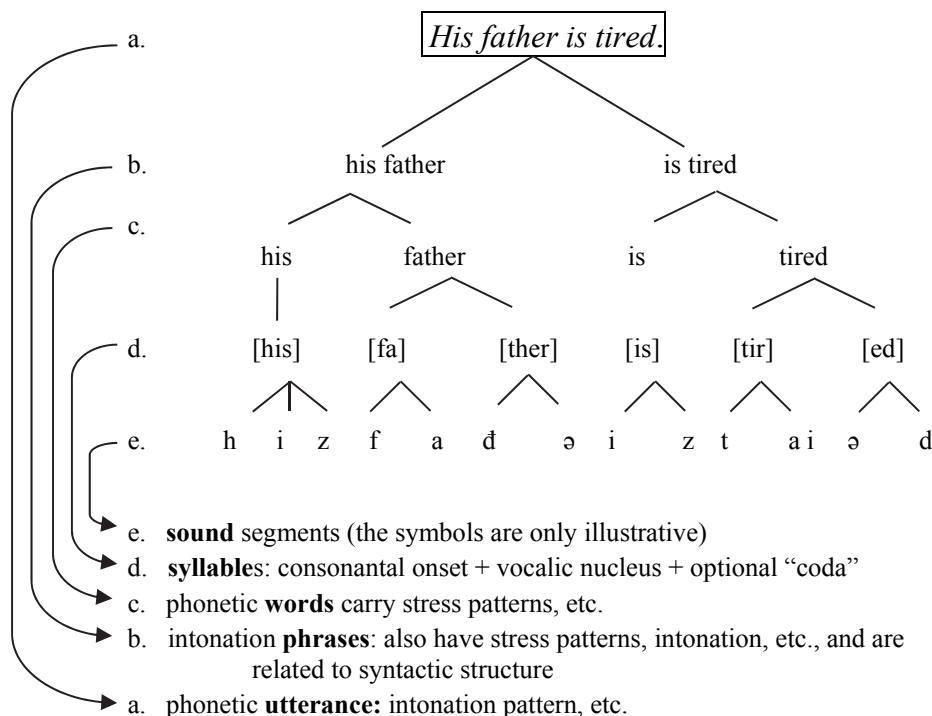 a. His father is tired.
b. his father is tired
c.
his father is tired
d. [his] [fa] [ther] [is] [tir] [ed]
e. h i z f a đ ə i z t a i ə d
e. sound segments (the symbols are only illustrative)
d. syllables: consonantal onset + vocalic nucleus + optional “coda”
c. phonetic words carry stress patterns, etc.
b. intonation phrases: also have stress patterns, intonation, etc., and are
related to syntactic structure
a. phonetic utterance: intonation pattern, etc.